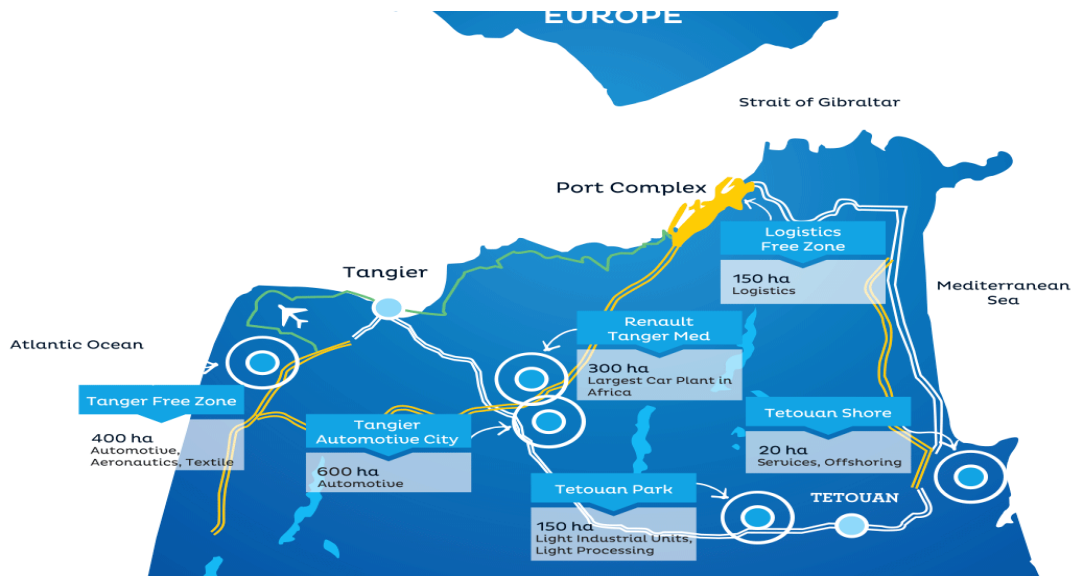 EUROPE
Strait of Gibraltar
Port Complex
Logistics
Free Zone
150 ha
Logistics
Tangier
Mediterranean
Sea
Renault
Tanger Med
300 ha
Largest Car Plant in
Africa
Atlantic Ocean
Tanger Free Zone
400 ha
Automotive,
Aeronautics, Textile
Tangier
Automotive City
600 ha
Automotive
Tetouan Shore
20 ha
Services, Offshoring
Tetouan Park
150 ha
Light Industrial Units,
Light Processing
TETOUAN